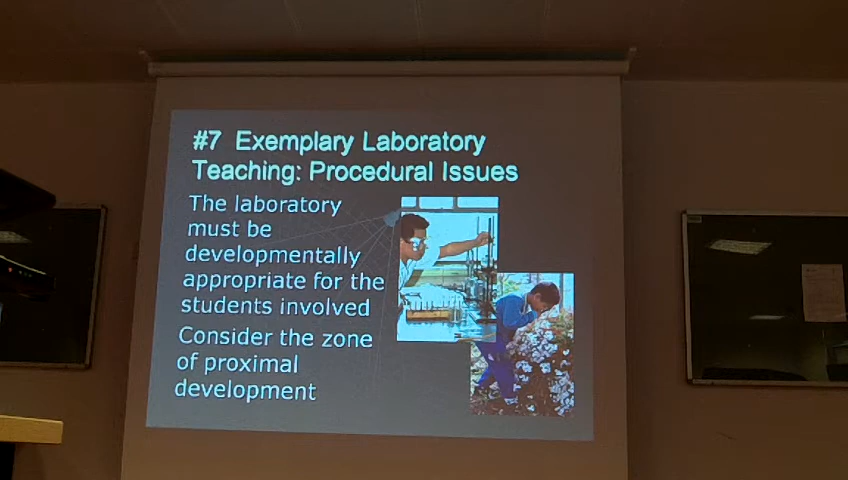 #7 Exemplary Laboratory
Teaching: Procedural Issues
The laboratory
must be
developmentally
appropriate for the
students involved
Consider the zone
of proximal
development